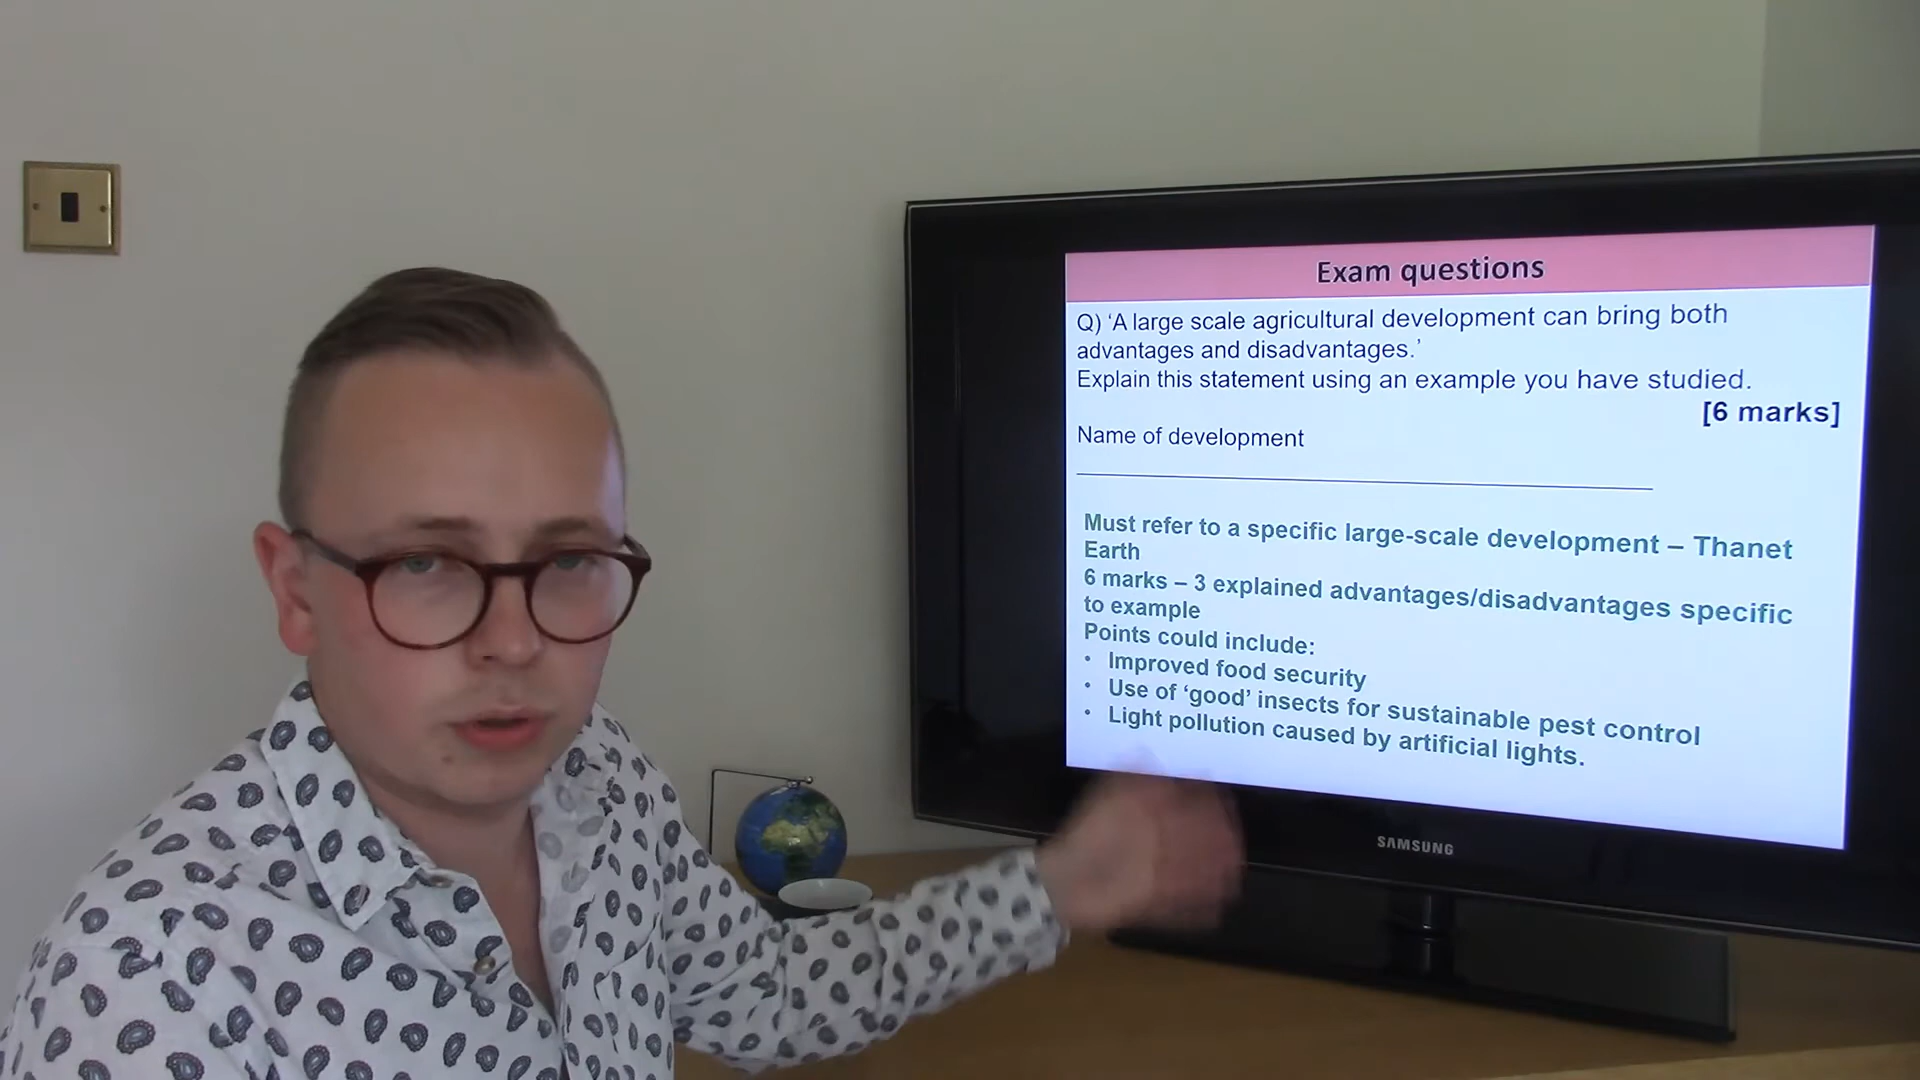 Exam questions
Q) ‘A large scale agricultural development can bring both
advantages and disadvantages.’
Explain this statement using an example you have studied.
[6 marks]
Name of development
Must refer to a specific large-scale development – Thanet
Earth
6 marks – 3 explained advantages/disadvantages specific
to example
Points could include:
• Improved food security
• Use of ‘good’ insects for sustainable pest control
• Light pollution caused by artificial lights.
SAMSUNG